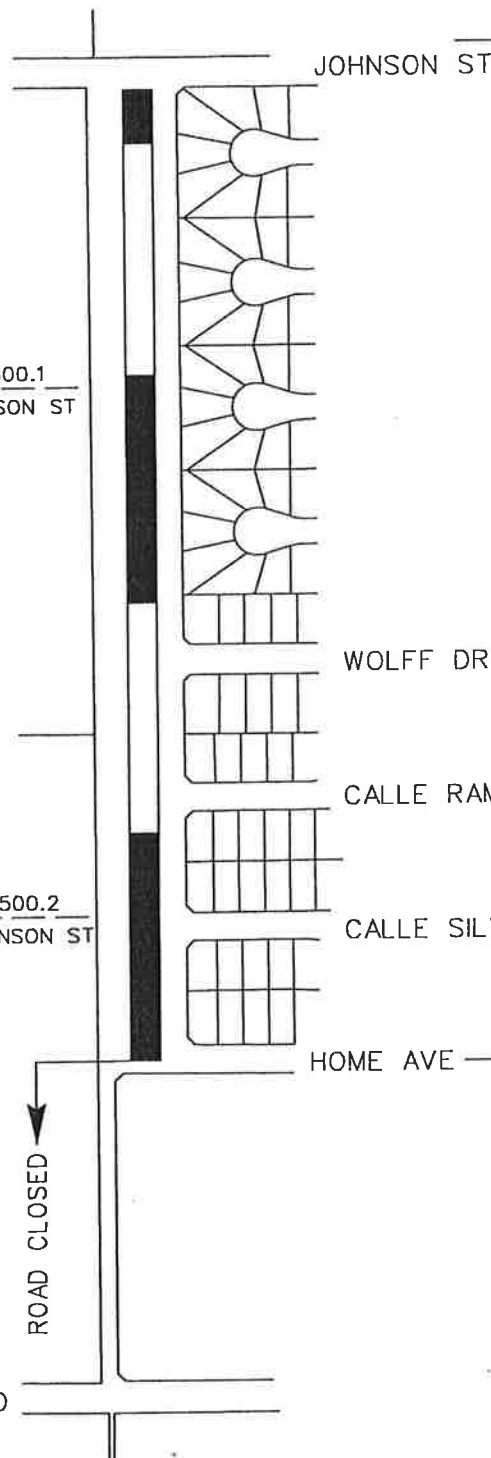 JOHNSON ST
00.1
SON ST
WOLFF DR
CALLE RAM
500.2
NSON ST
CALLE SIL
HOME AVE
ROAD CLOSED